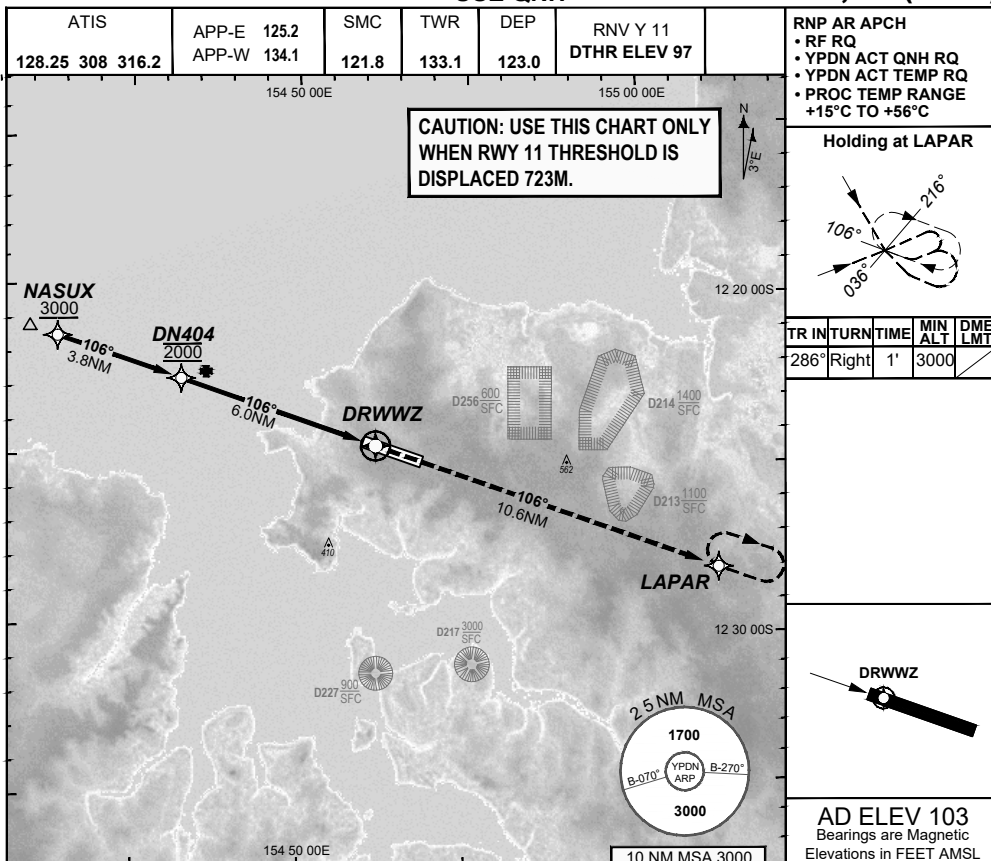 USE QNH
ATIS
128.25 308 316.2
APP-E 125.2
APP-W 134.1
SMC
121.8
TWR
133.1
DEP
123.0
RNV Y 11
DTHR ELEV 97
RNP AR APCH
• RF RQ
• YPDN ACT QNH RQ
• YPDN ACT TEMP RQ
• PROC TEMP RANGE
+15°C TO +56°C
154 50 00E
155 00 00E
CAUTION: USE THIS CHART ONLY
WHEN RWY 11 THRESHOLD IS
DISPLACED 723M.
N
3°E
Holding at LAPAR
216°
106°
036°
TR IN TURN TIME MIN ALT DME LMT
286° Right 1' 3000
12 20 00S
NASUX
3000
106°
3.8NM
DN404
2000
106°
6.0NM
DRWWZ
D256 600 SFC
D214 1400 SFC
562
D213 1100 SFC
106°
10.6NM
410
LAPAR
12 30 00S
D217 3000 SFC
D227 900 SFC
25NM MSA
1700
B-070°
YPDN
ARP
B-270°
3000
DRWWZ
AD ELEV 103
Bearings are Magnetic
Elevations in FEET AMSL
154 50 00E
10 NM MSA 3000